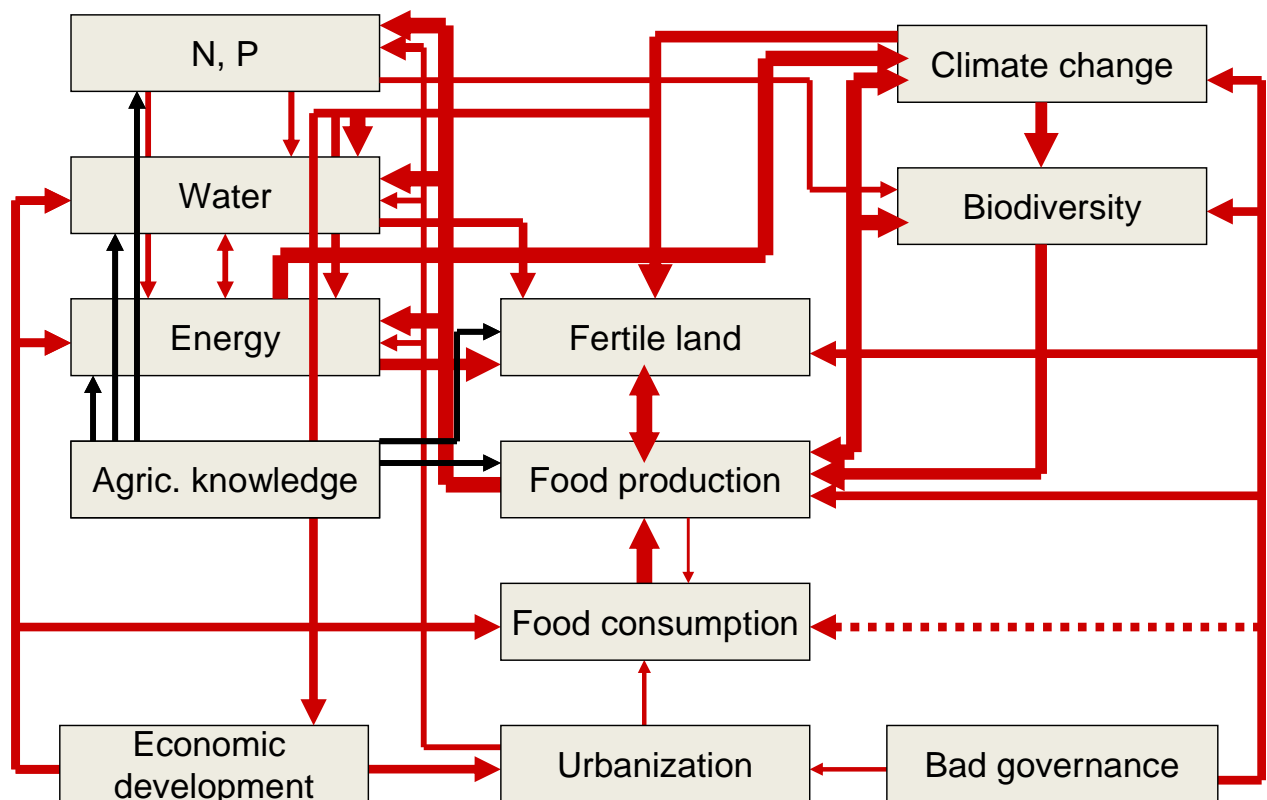 N, P
Climate change
Water
Biodiversity
Energy
Fertile land
Agric. knowledge
Food production
Food consumption
Economic
development
Urbanization
Bad governance